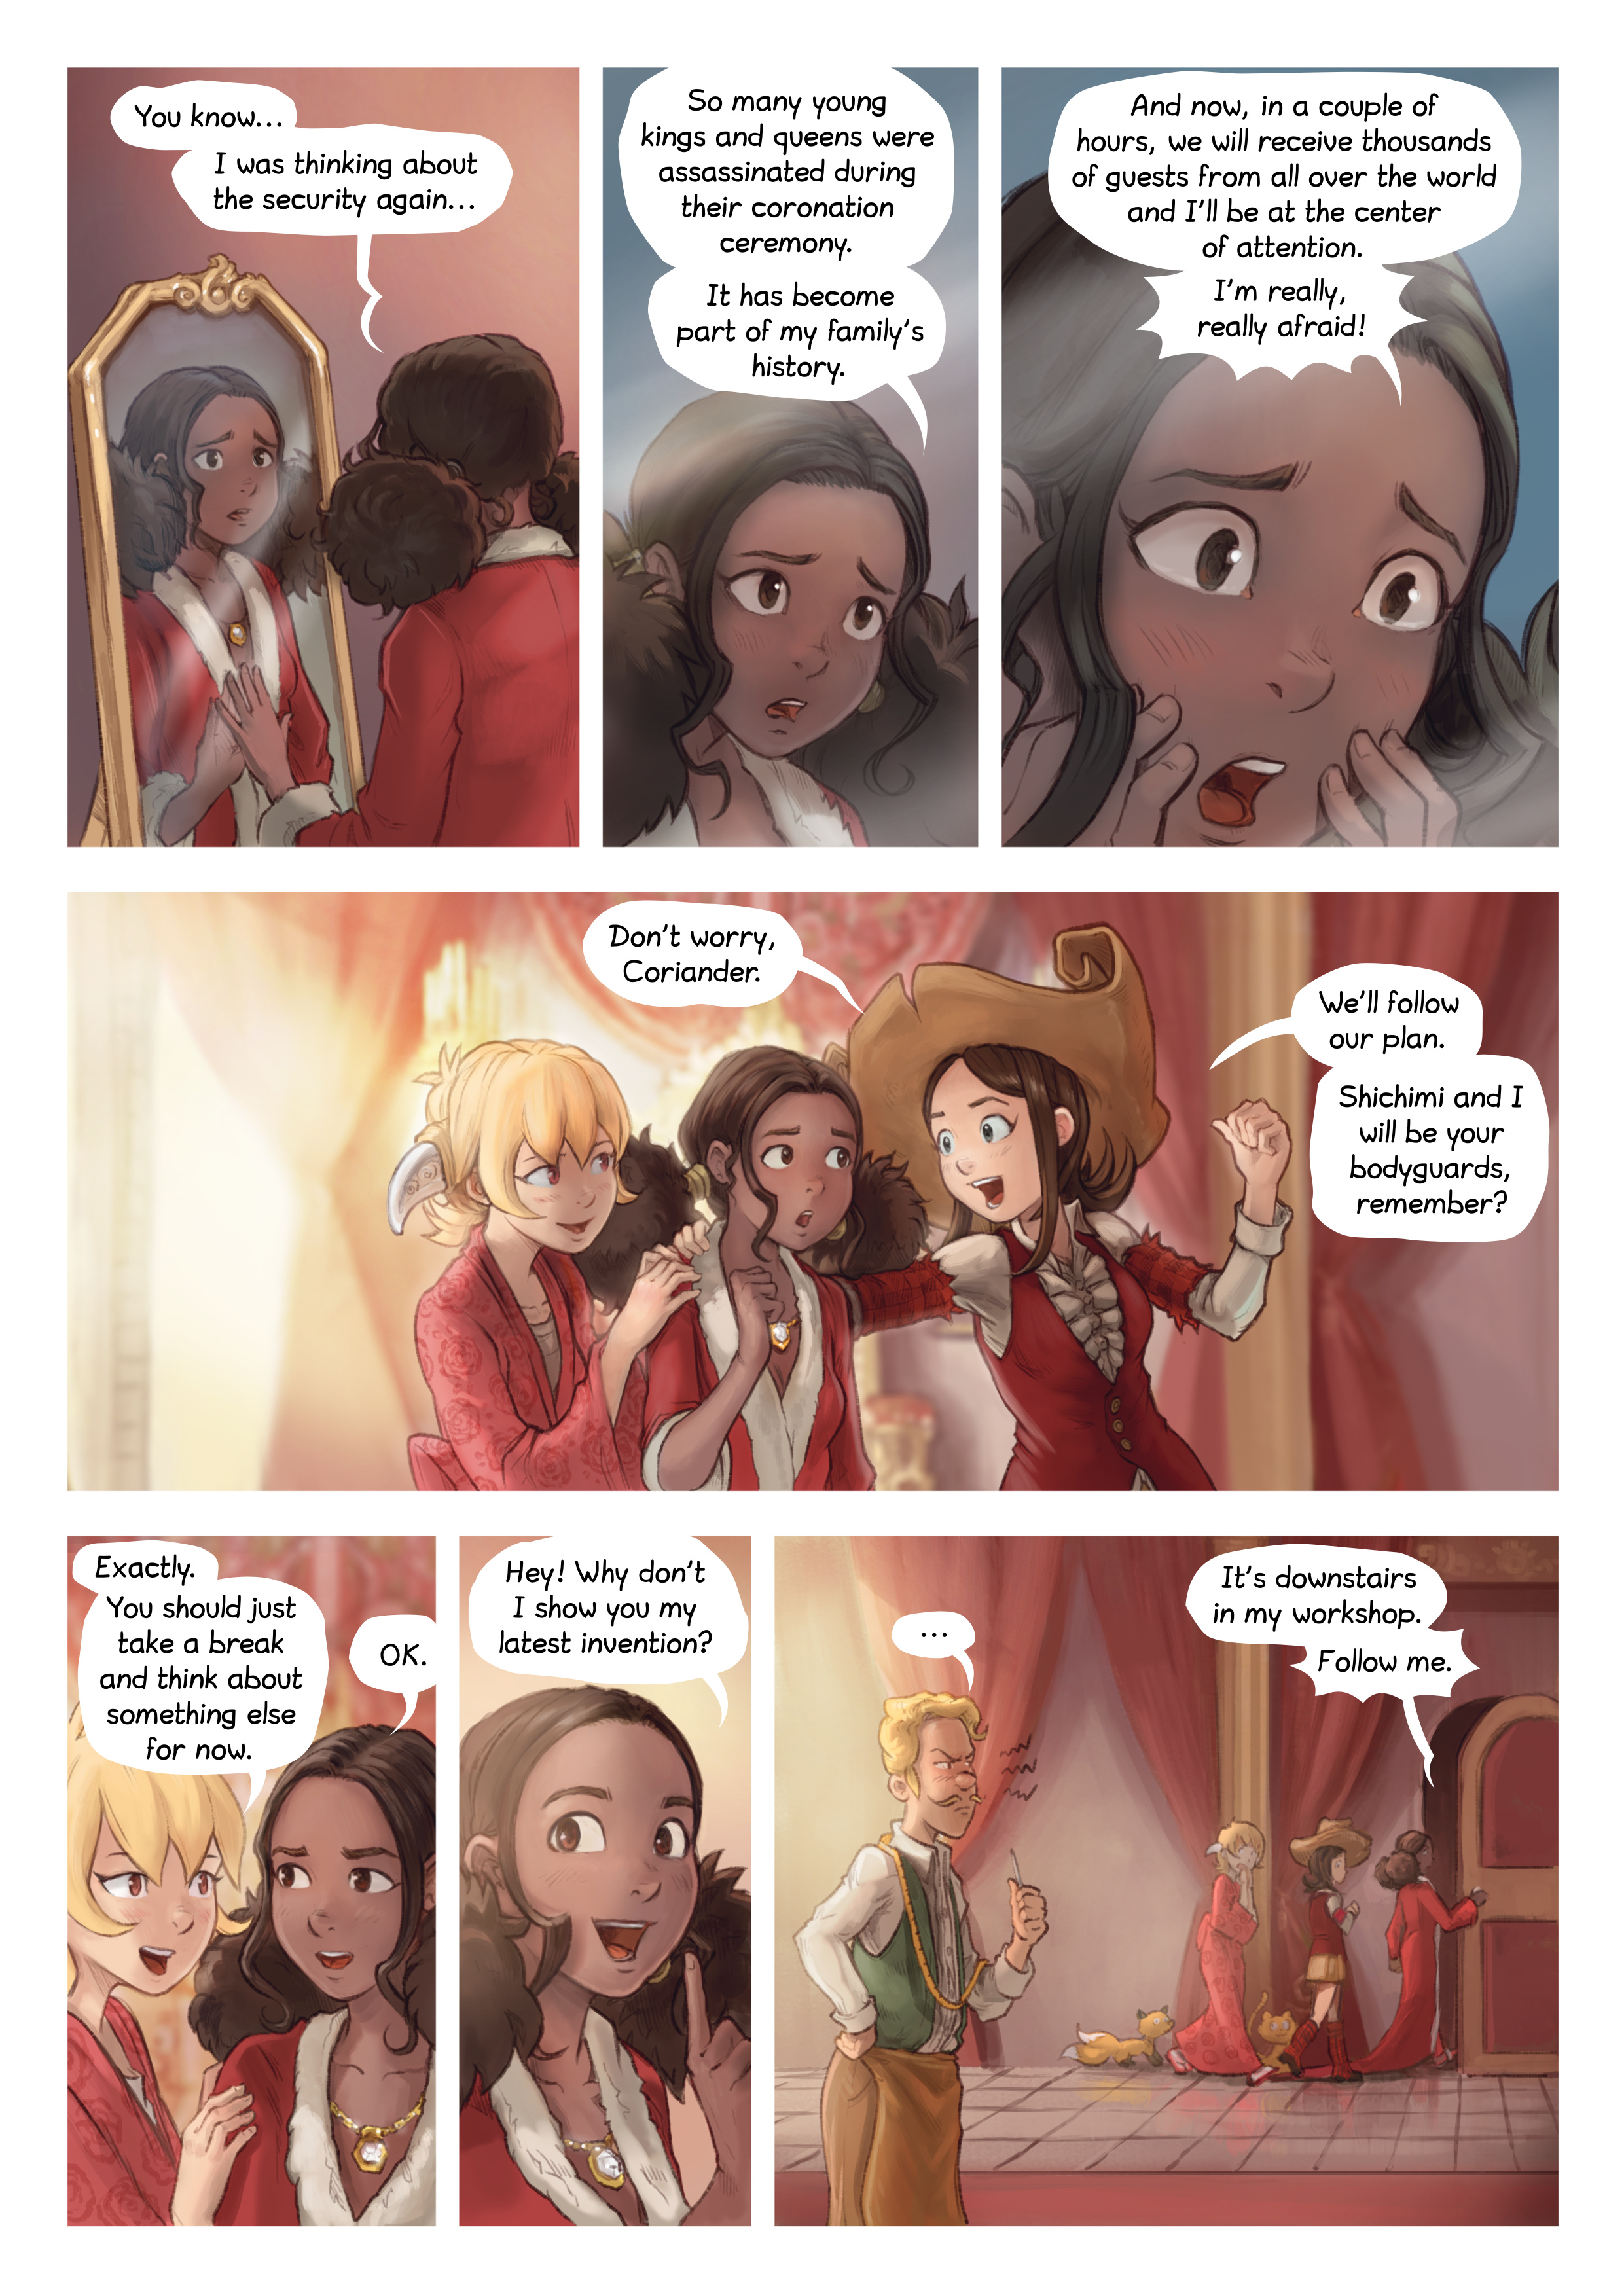 You know...
I was thinking about
the security again...
So many young
kings and queens were
assassinated during
their coronation
ceremony.
It has become
part of my family's
history.
And now, in a couple of
hours, we will receive thousands
of guests from all over the world
and I'll be at the center
of attention.
I'm really,
really afraid!
Don't worry,
Coriander.
We'll follow
our plan.
Shichimi and I
will be your
bodyguards,
remember?
Exactly.
You should just
take a break
and think about
something else
for now.
OK.
Hey! Why don't
I show you my
latest invention?
...
It's downstairs
in my workshop.
Follow me.